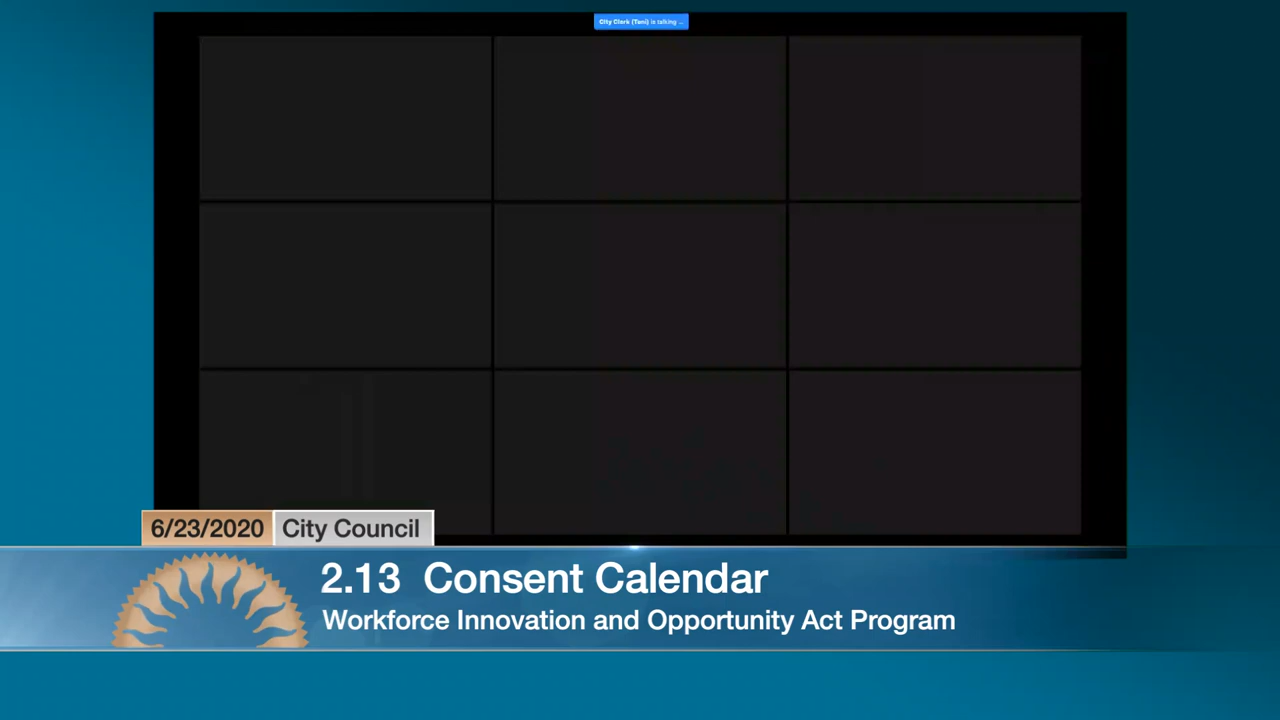 City Clerk (Toni) is talking ...
6/23/2020 City Council
2.13 Consent Calendar
Workforce Innovation and Opportunity Act Program